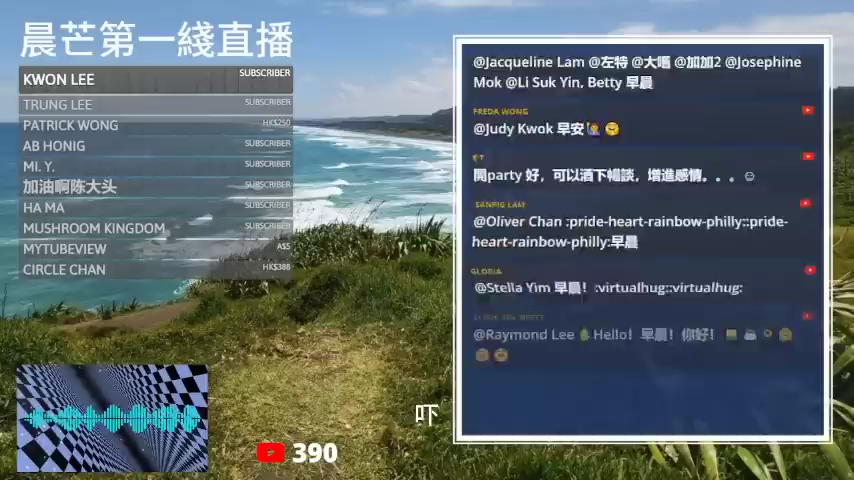 晨芒第一綫直播
KWON LEE SUBSCRIBER
TRUNG LEE SUBSCRIBER
PATRICK WONG HK$250
AB HONIG SUBSCRIBER
MI. Y. SUBSCRIBER
加油啊陈大头 SUBSCRIBER
HA MA SUBSCRIBER
MUSHROOM KINGDOM SUBSCRIBER
MYTUBEVIEW A$5
CIRCLE CHAN HK$388
@Jacqueline Lam @左特 @大喝 @加加2 @Josephine
Mok @Li Suk Yin, Betty 早晨
FREDA WONG
@Judy Kwok 早安🙋😊
開party 好，可以洒下幅談，增進感情。。。☺
@Oliver Chan :pride-heart-rainbow-philly::pride-
heart-rainbow-philly:早晨
GLORIA
@Stella Yim 早晨！:virtualhug::virtualhug:
@Raymond Lee Hello！早晨！你好！
吓
390